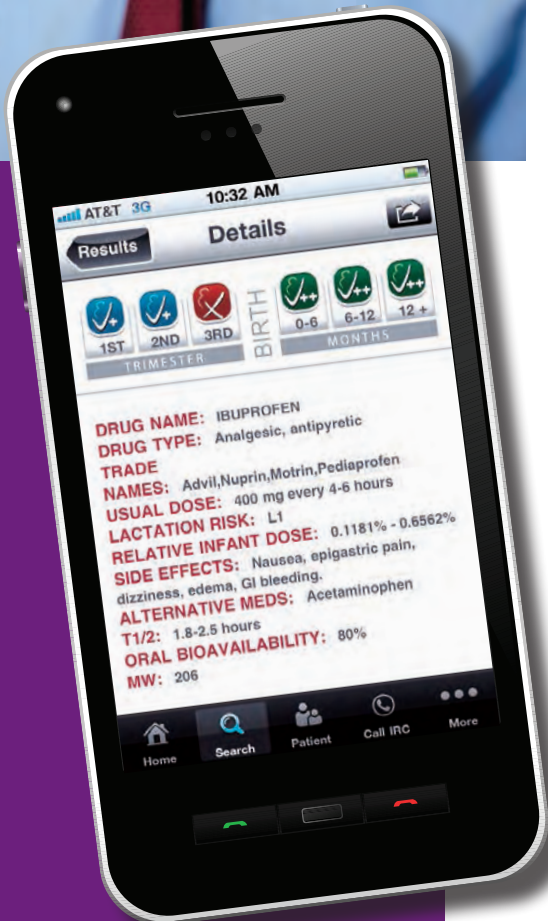 AT&T 3G 10:32 AM
Results Details
1ST 2ND 3RD
TRIMESTER
BIRTH
0-6 6-12 12 +
MONTHS
DRUG NAME: IBUPROFEN
DRUG TYPE: Analgesic, antipyretic
TRADE
NAMES: Advil,Nuprin,Motrin,Pediaprofen
USUAL DOSE: 400 mg every 4-6 hours
LACTATION RISK: L1
RELATIVE INFANT DOSE: 0.1181% - 0.6562%
SIDE EFFECTS: Nausea, epigastric pain,
dizziness, edema, GI bleeding.
ALTERNATIVE MEDS: Acetaminophen
T1/2: 1.8-2.5 hours
ORAL BIOAVAILABILITY: 80%
MW: 206
Home Search Patient Call IRC More